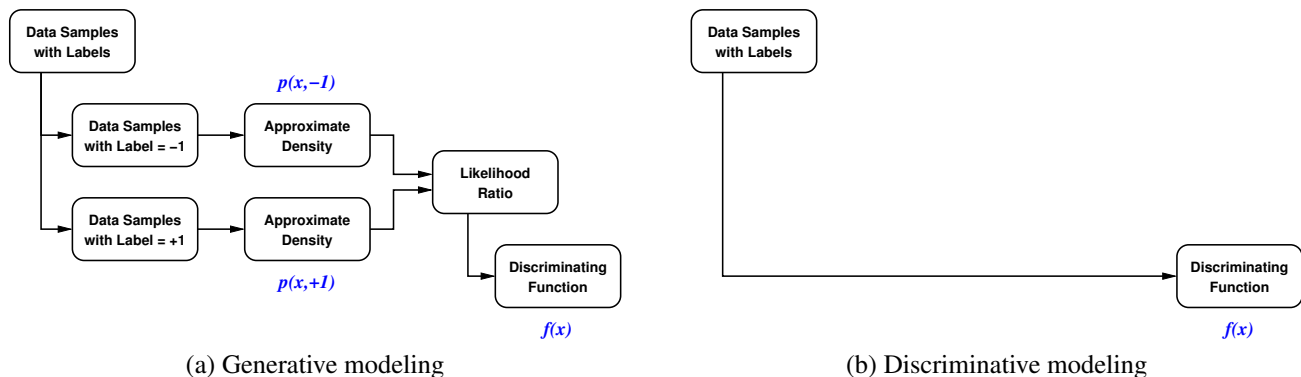 Data Samples
with Labels
p(x,−1)
Data Samples
with Label = −1
Approximate
Density
Likelihood
Ratio
Data Samples
with Label = +1
Approximate
Density
p(x,+1)
Discriminating
Function
f(x)
(a) Generative modeling
Data Samples
with Labels
Discriminating
Function
f(x)
(b) Discriminative modeling